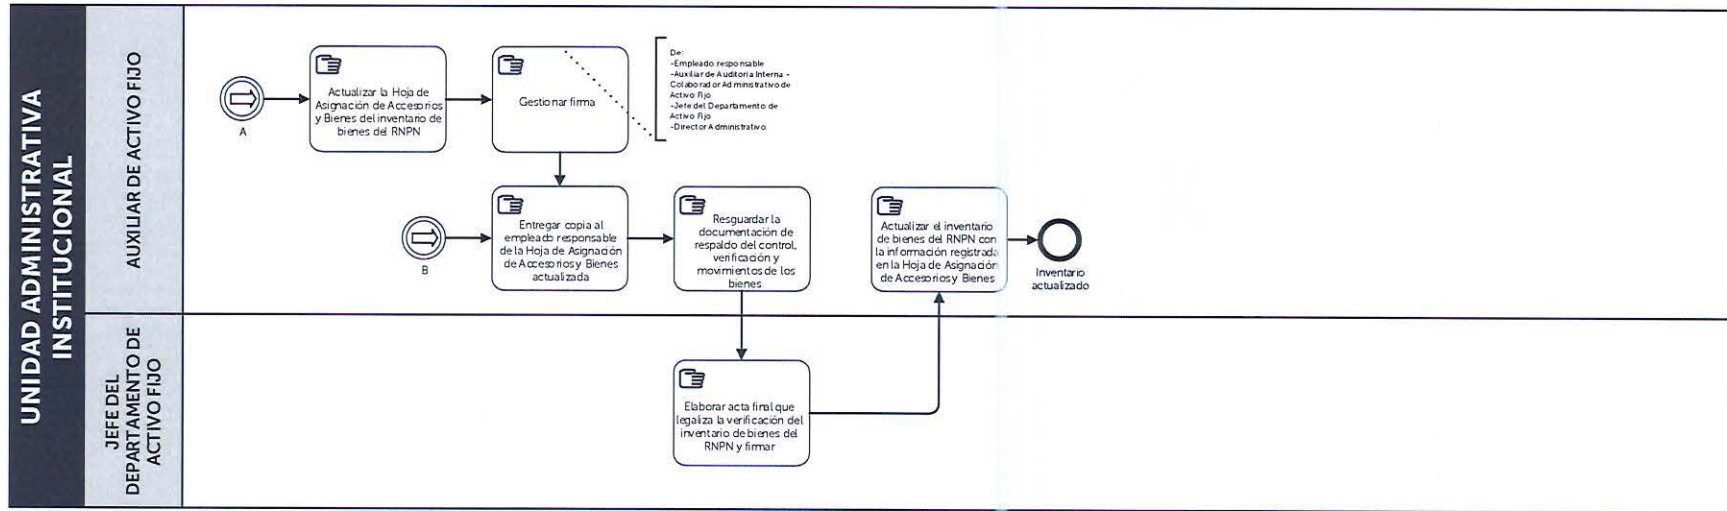 UNIDAD ADMINISTRATIVA
INSTITUCIONAL
AUXILIAR DE ACTIVO FIJO
A
Actualizar la Hoja de
Asignación de Accesorios
y Bienes del inventario de
bienes del RNPN
Gestionar firma
De:
-Empleado responsable
-Auxiliar de Auditoria Interna -
Colaborador Administrativo de
Activo Fijo
-Jefe del Departamento de
Activo Fijo
-Director Administrativo
B
Entregar copia al
empleado responsable
de la Hoja de Asignación
de Accesorios y Bienes
actualizada
Resguardar la
documentación de
respaldo del control,
verificación y
movimientos de los
bienes
Actualizar el inventario
de bienes del RNPN con
la información registrada
en la Hoja de Asignación
de Accesorios y Bienes
Inventario
actualizado
JEFE DEL
DEPARTAMENTO DE
ACTIVO FIJO
Elaborar acta final que
legaliza la verificación del
inventario de bienes del
RNPN y firmar